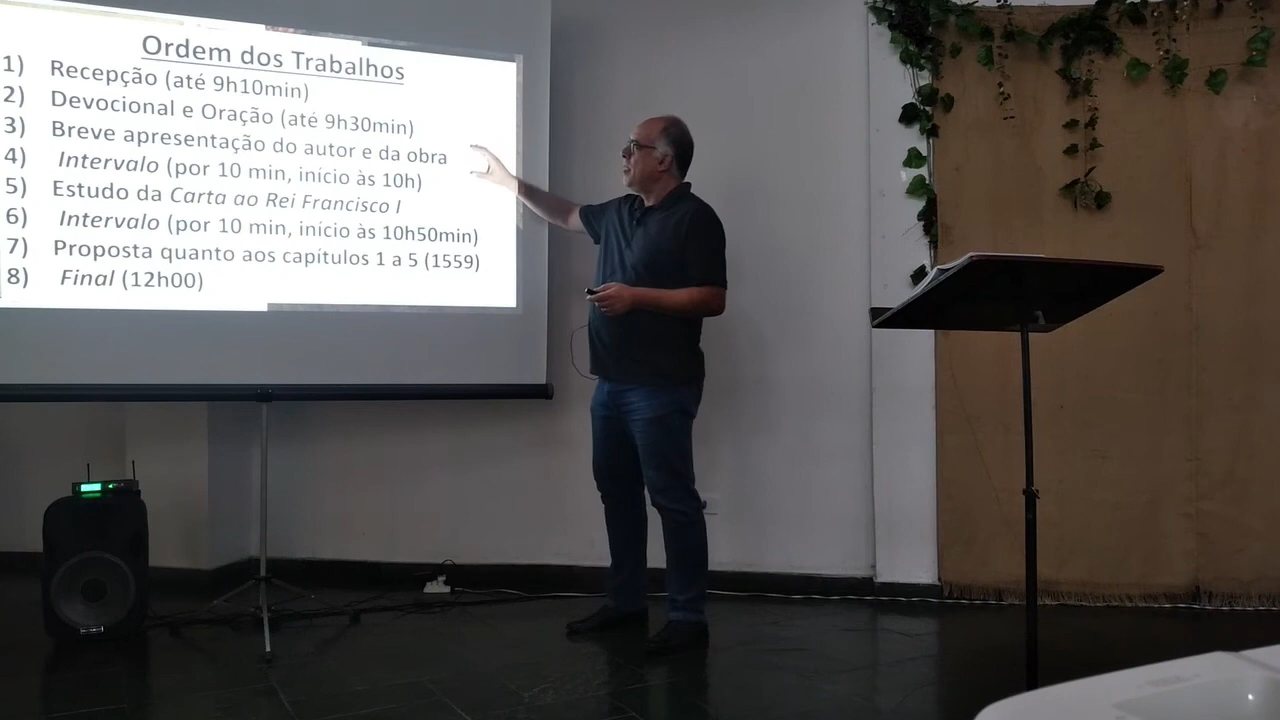 Ordem dos Trabalhos
1) Recepção (até 9h10min)
2) Devocional e Oração (até 9h30min)
3) Breve apresentação do autor e da obra
4) Intervalo (por 10 min, início às 10h)
5) Estudo da Carta ao Rei Francisco I
6) Intervalo (por 10 min, início às 10h50min)
7) Proposta quanto aos capítulos 1 a 5 (1559)
8) Final (12h00)